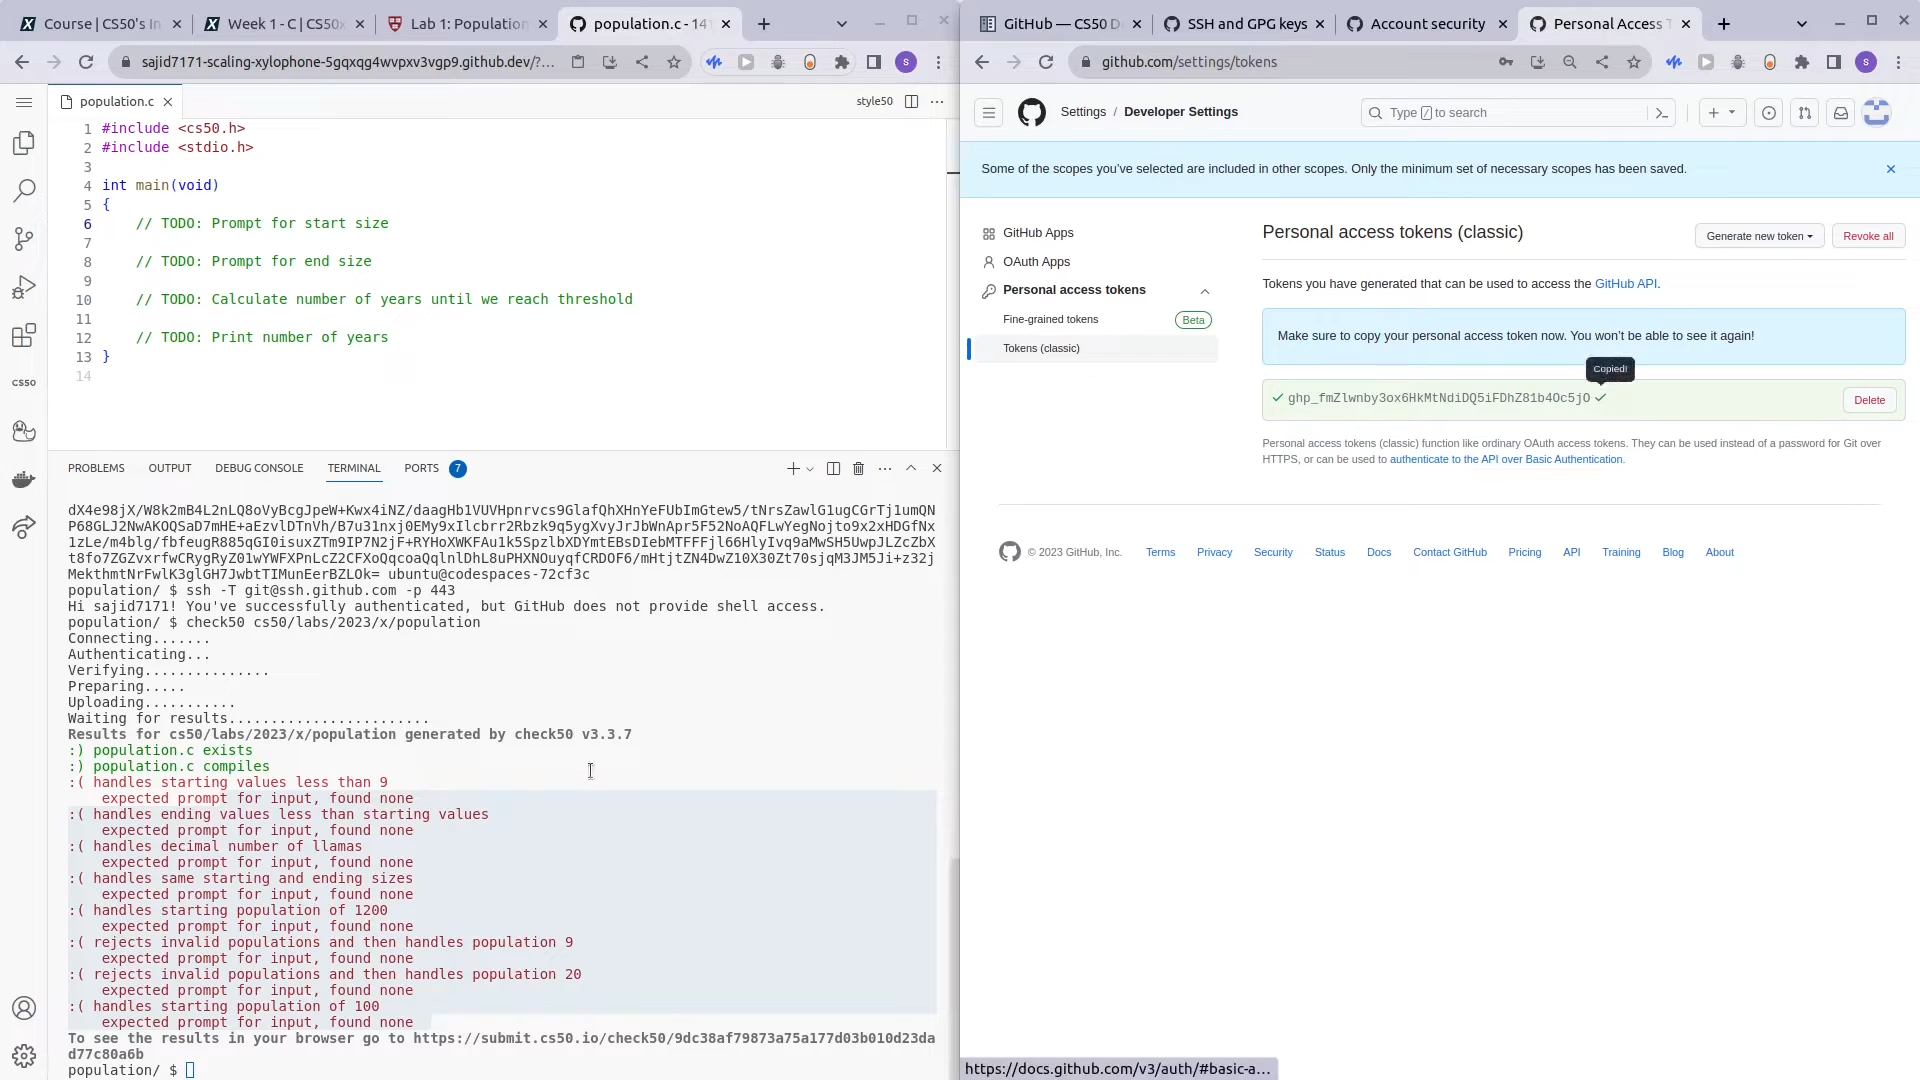 Course | CS50's In
Week 1 - C | CS50x
Lab 1: Population
population.c - 141
sajid7171-scaling-xylophone-5gqxqg4wvpxv3vgp9.github.dev/?...
S
population.c
style50
1 #include <cs50.h>
2 #include <stdio.h>
3
4 int main(void)
5 {
6 // TODO: Prompt for start size
7
8 // TODO: Prompt for end size
9
10 // TODO: Calculate number of years until we reach threshold
11
12 // TODO: Print number of years
13 }
14
CS50
PROBLEMS
OUTPUT
DEBUG CONSOLE
TERMINAL
PORTS
7
dX4e98jX/W8k2mB4L2nLQ8oVyBcgJpeW+Kwx4iNZ/daagHb1VUVHpnrvcs9GlafQhXHnYeFUbImGtew5/tNrsZawlG1ugCGrTj1umQN
P68GLJ2NwAKOQSaD7mHE+aEzvlDTnVh/B7u31nxj0EMy9xIlcbrr2Rbzk9q5ygXvyJrJbWnApr5F52NoAQFLwYegNojto9x2xHDGfNx
1zLe/m4blg/fbfeugR885qGI0isuxZTm9IP7N2jF+RYHoXWKFAu1k5SpzlbXDYmtEBsDIebMTFFFjl66HlyIvq9aMwSH5UwpJLZcZbX
t8fo7ZGZvxrfwCRygRyZ01wYWFXPnLcZ2CFXoQqcoaQqlnlDhL8uPHXNOuyqfCRDOF6/mHtjtZN4DwZ10X30Zt70sjqM3JM5Ji+z32j
MekthmtNrFwlK3glGH7JwbtTIMunEerBZLOk= ubuntu@codespaces-72cf3c
population/ $ ssh -T git@ssh.github.com -p 443
Hi sajid7171! You've successfully authenticated, but GitHub does not provide shell access.
population/ $ check50 cs50/labs/2023/x/population
Connecting.......
Authenticating...
Verifying...............
Preparing.....
Uploading...........
Waiting for results........................
Results for cs50/labs/2023/x/population generated by check50 v3.3.7
:) population.c exists
:) population.c compiles
:( handles starting values less than 9
expected prompt for input, found none
:( handles ending values less than starting values
expected prompt for input, found none
:( handles decimal number of llamas
expected prompt for input, found none
:( handles same starting and ending sizes
expected prompt for input, found none
:( handles starting population of 1200
expected prompt for input, found none
:( rejects invalid populations and then handles population 9
expected prompt for input, found none
:( rejects invalid populations and then handles population 20
expected prompt for input, found none
:( handles starting population of 100
expected prompt for input, found none
To see the results in your browser go to https://submit.cs50.io/check50/9dc38af79873a75a177d03b010d23da
d77c80a6b
population/ $
GitHub — CS50 D
SSH and GPG keys
Account security
Personal Access T
github.com/settings/tokens
S
Settings / Developer Settings
Type / to search
Some of the scopes you've selected are included in other scopes. Only the minimum set of necessary scopes has been saved.
GitHub Apps
OAuth Apps
Personal access tokens
Fine-grained tokens
Beta
Tokens (classic)
Personal access tokens (classic)
Generate new token
Revoke all
Tokens you have generated that can be used to access the GitHub API.
Make sure to copy your personal access token now. You won't be able to see it again!
Copied!
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
Delete
Personal access tokens (classic) function like ordinary OAuth access tokens. They can be used instead of a password for Git over
HTTPS, or can be used to authenticate to the API over Basic Authentication.
© 2023 GitHub, Inc.
Terms
Privacy
Security
Status
Docs
Contact GitHub
Pricing
API
Training
Blog
About
https://docs.github.com/v3/auth/#basic-a...